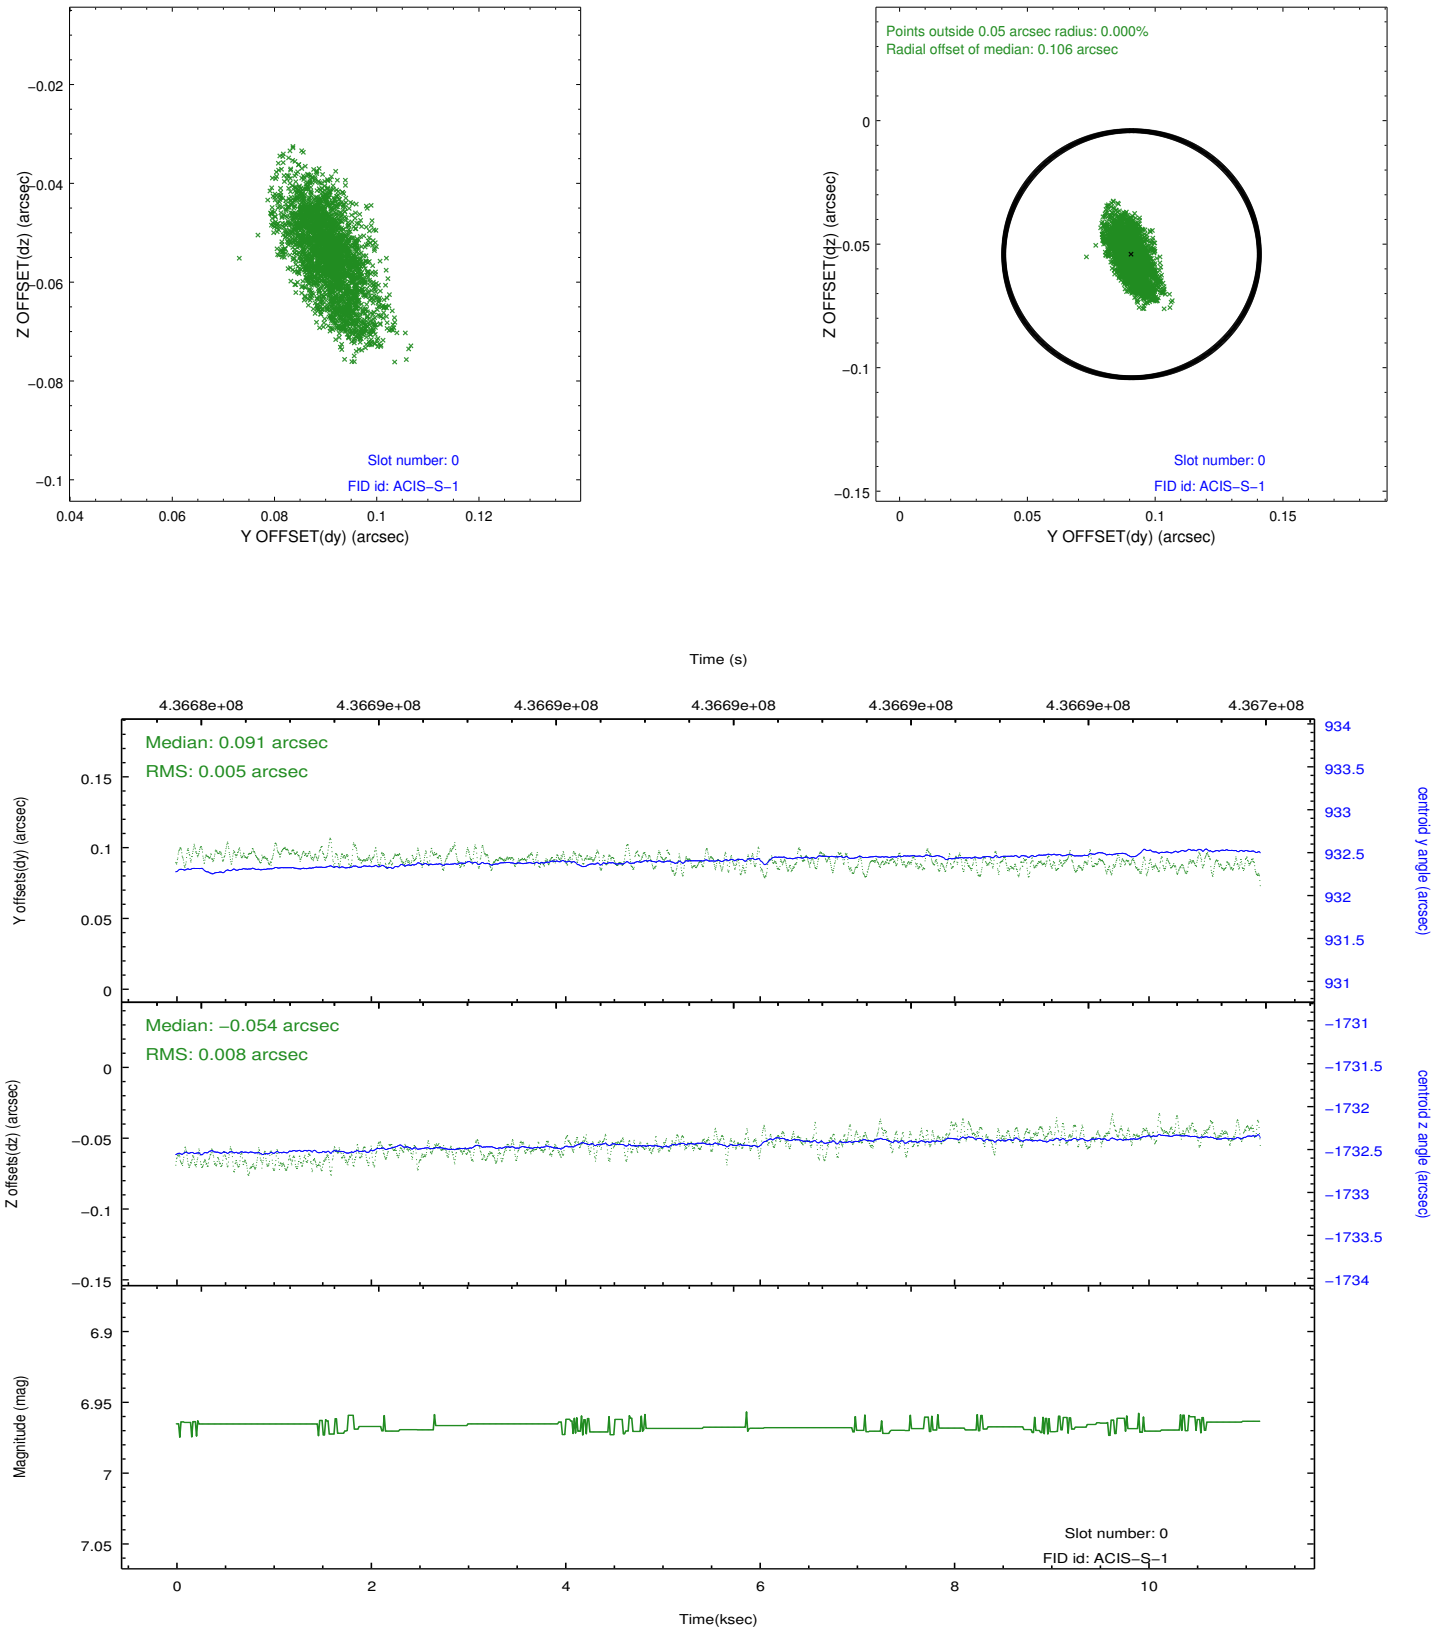 −0.02
−0.04
−0.06
−0.08
−0.1
Z OFFSET(dz) (arcsec)
Slot number: 0
FID id: ACIS−S−1
0.04
0.06
0.08
0.1
0.12
Y OFFSET(dy) (arcsec)
Points outside 0.05 arcsec radius: 0.000%
Radial offset of median: 0.106 arcsec
0
−0.05
−0.1
−0.15
Z OFFSET(dz) (arcsec)
Slot number: 0
FID id: ACIS−S−1
0
0.05
0.1
0.15
Y OFFSET(dy) (arcsec)
Time (s)
4.3668e+08
4.3669e+08
4.3669e+08
4.3669e+08
4.3669e+08
4.3669e+08
4.367e+08
Median: 0.091 arcsec
RMS: 0.005 arcsec
0.15
0.1
0.05
0
Y offsets(dy) (arcsec)
934
933.5
933
932.5
932
931.5
931
centroid y angle (arcsec)
Median: −0.054 arcsec
RMS: 0.008 arcsec
0
−0.05
−0.1
−0.15
Z offsets(dz) (arcsec)
−1731
−1731.5
−1732
−1732.5
−1733
−1733.5
−1734
centroid z angle (arcsec)
6.9
6.95
7
7.05
Magnitude (mag)
Slot number: 0
FID id: ACIS−S−1
0
2
4
6
8
10
Time(ksec)